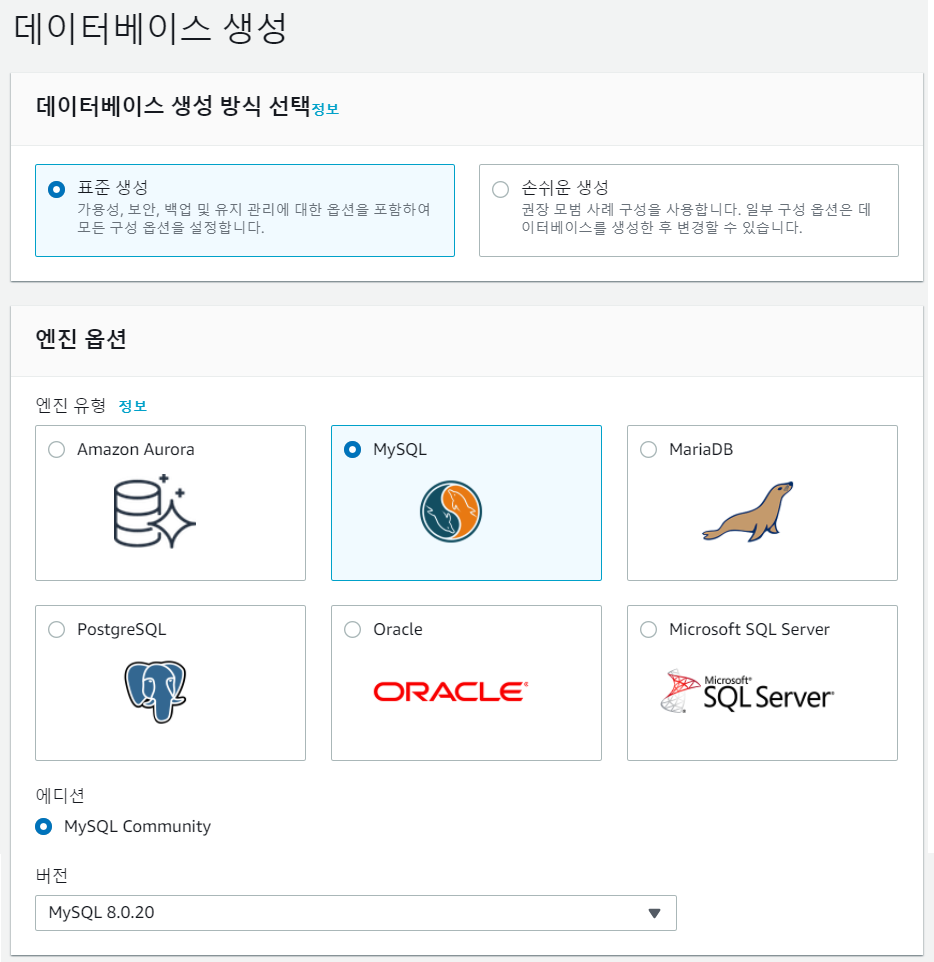 데이터베이스 생성
데이터베이스 생성 방식 선택정보
표준 생성
가용성, 보안, 백업 및 유지 관리에 대한 옵션을 포함하여
모든 구성 옵션을 설정합니다.
손쉬운 생성
권장 모범 사례 구성을 사용합니다. 일부 구성 옵션은 데
이터베이스를 생성한 후 변경할 수 있습니다.
엔진 옵션
엔진 유형 정보
Amazon Aurora
MySQL
MariaDB
PostgreSQL
Oracle
ORACLE®
Microsoft SQL Server
Microsoft®
SQL Server®
에디션
MySQL Community
버전
MySQL 8.0.20